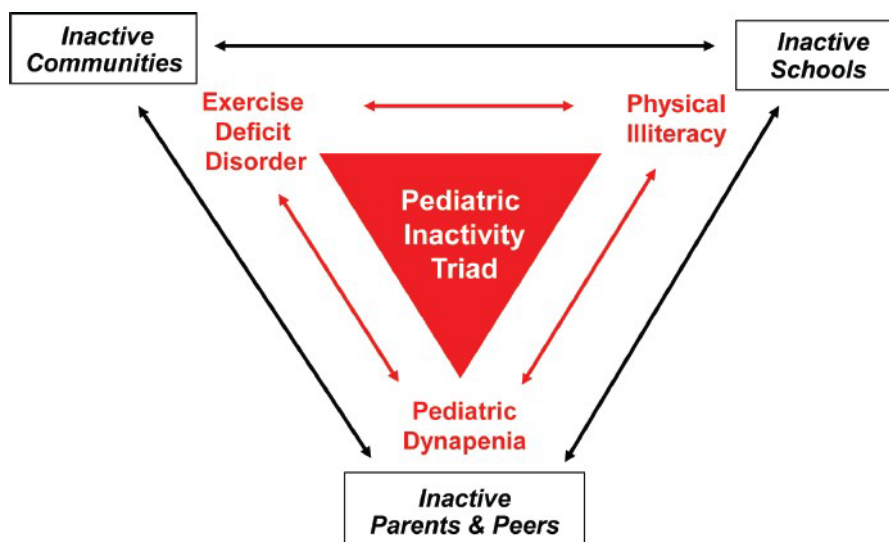 Inactive
Communities
Inactive
Schools
Exercise
Deficit
Disorder
Physical
Illiteracy
Pediatric
Inactivity
Triad
Pediatric
Dynapenia
Inactive
Parents & Peers